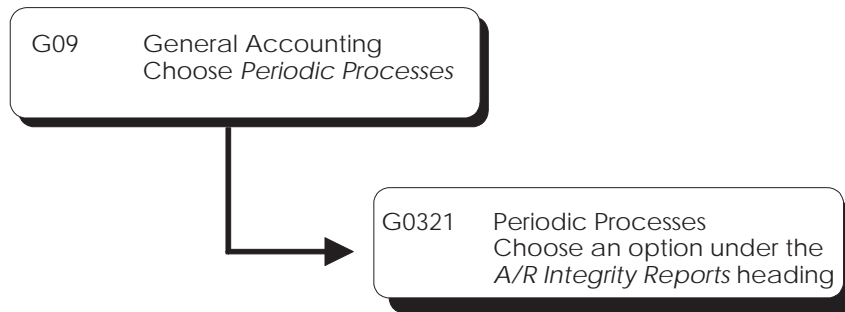 G09 General Accounting
Choose Periodic Processes
G0321 Periodic Processes
Choose an option under the
A/R Integrity Reports heading